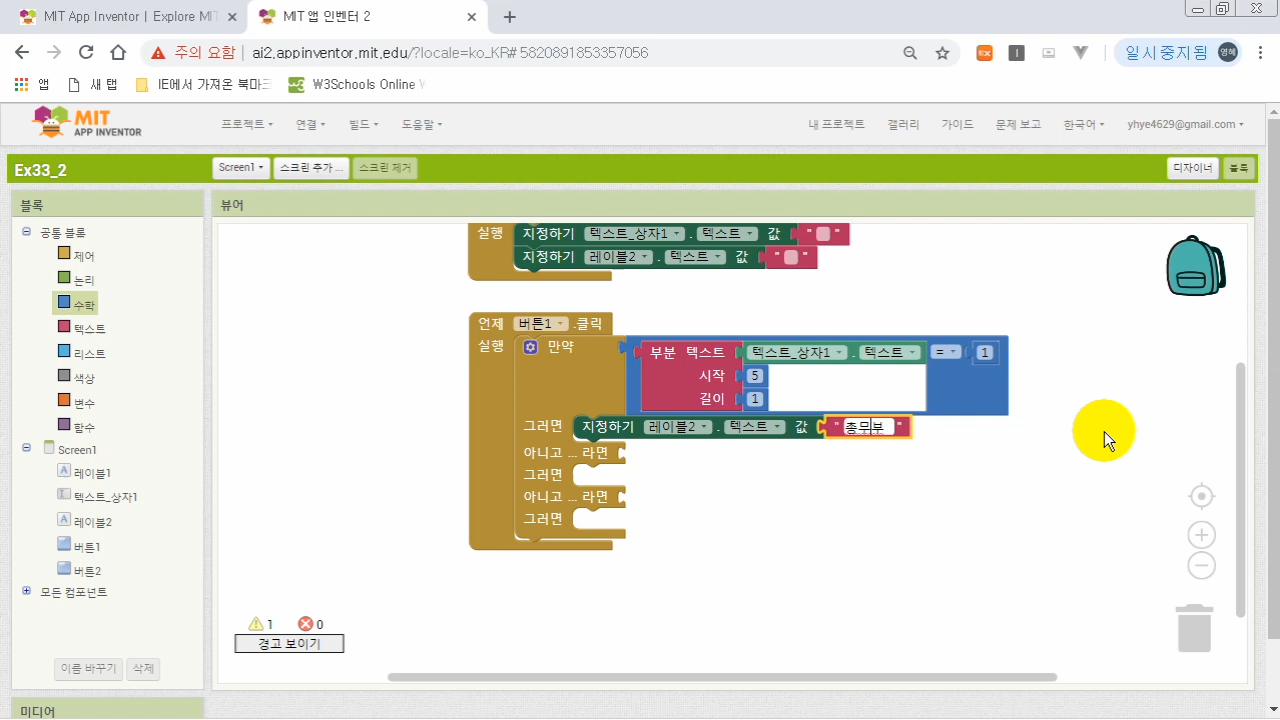 MIT App Inventor | Explore MIT
MIT 앱 인벤터 2
주의 요함 | ai2.appinventor.mit.edu/?locale=ko_KR#5820891853357056
일시중지됨 영혜
앱 새 탭 IE에서 가져온 북마크 W3Schools Online
MIT
APP INVENTOR
프로젝트 연결 빌드 도움말 내 프로젝트 갤러리 가이드 문제 보고 한국어 yhye4629@gmail.com
Ex33_2 Screen1 스크린 추가 ... 스크린 제거 디자이너 블록
블록 뷰어
공통 블록
제어
논리
수학
텍스트
리스트
색상
변수
함수
Screen1
레이블1
텍스트_상자1
레이블2
버튼1
버튼2
모든 컴포넌트
이름 바꾸기 삭제
미디어
실행 지정하기 텍스트_상자1 . 텍스트 값 " "
지정하기 레이블2 . 텍스트 값 " "
언제 버튼1 .클릭
실행 만약 부분 텍스트 텍스트_상자1 . 텍스트 = 1
시작 5
길이 1
그러면 지정하기 레이블2 . 텍스트 값 " 총무부 "
아니고 ... 라면
그러면
아니고 ... 라면
그러면
1 0
경고 보이기